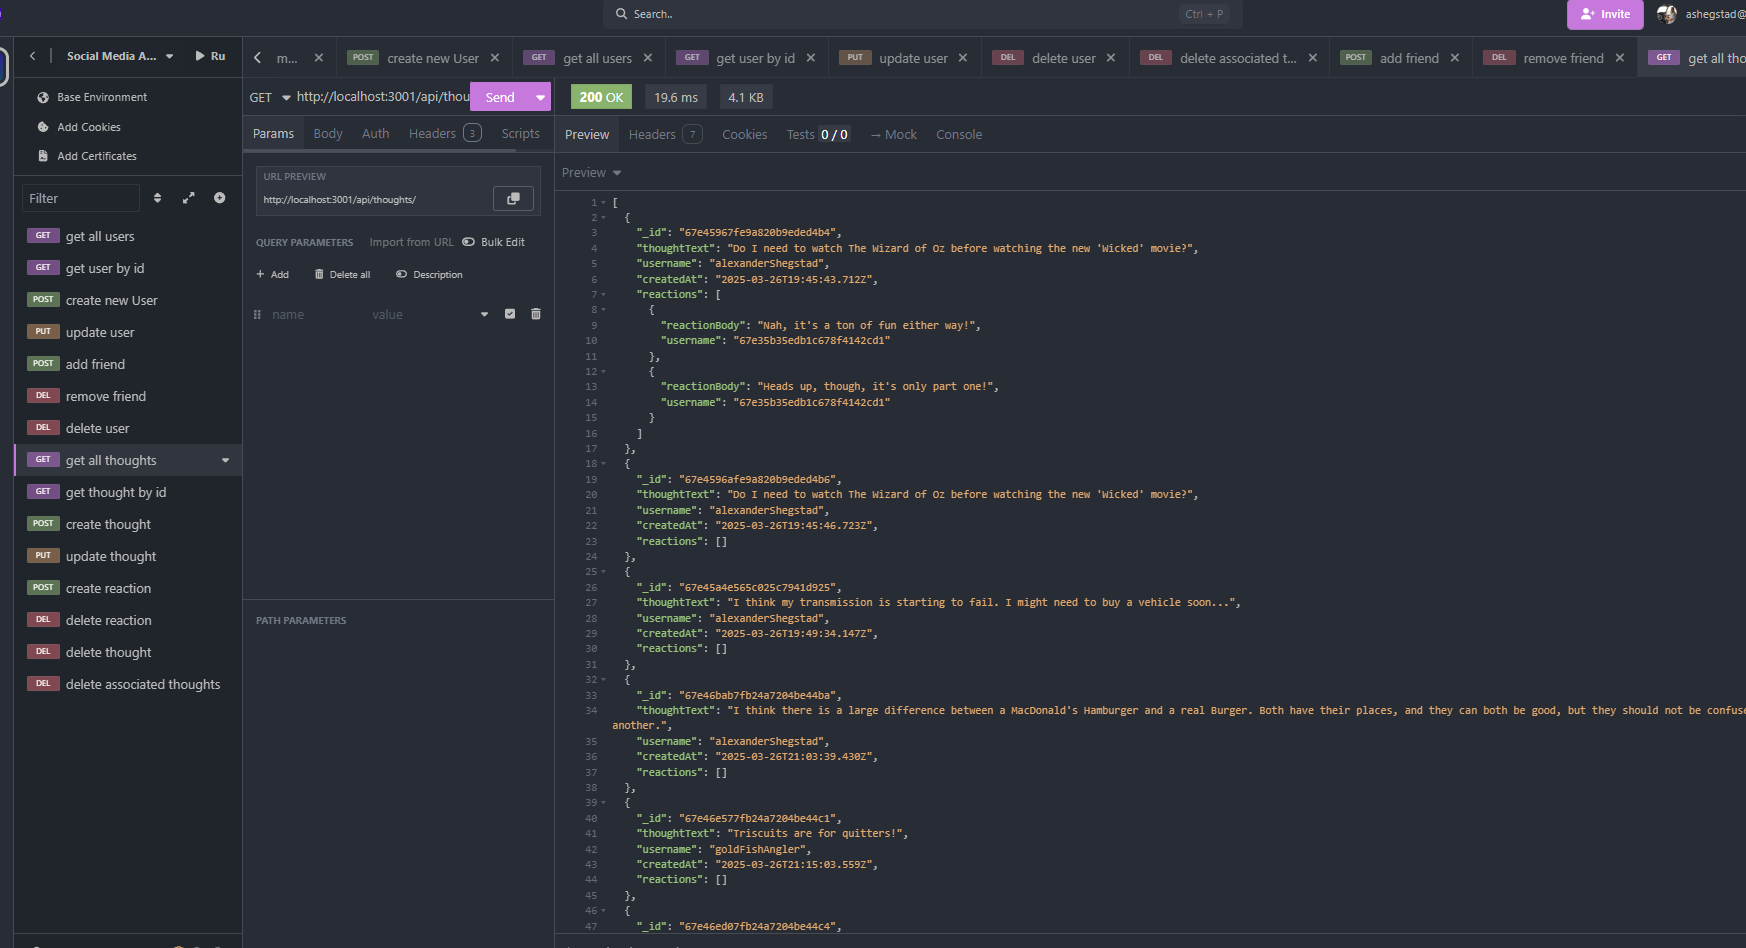 Search..
Ctrl + P
Invite
ashegstad@
Social Media A...
Ru
m...
POST create new User
GET get all users
GET get user by id
PUT update user
DEL delete user
DEL delete associated t...
POST add friend
DEL remove friend
GET get all tho
Base Environment
Add Cookies
Add Certificates
Filter
GET get all users
GET get user by id
POST create new User
PUT update user
POST add friend
DEL remove friend
DEL delete user
GET get all thoughts
GET get thought by id
POST create thought
PUT update thought
POST create reaction
DEL delete reaction
DEL delete thought
DEL delete associated thoughts
GET http://localhost:3001/api/thou Send
Params Body Auth Headers 3 Scripts
URL PREVIEW
http://localhost:3001/api/thoughts/
QUERY PARAMETERS Import from URL Bulk Edit
+ Add Delete all Description
name value
PATH PARAMETERS
200 OK 19.6 ms 4.1 KB
Preview Headers 7 Cookies Tests 0 / 0 → Mock Console
Preview
1 [
2 {
3 "_id": "67e45967fe9a820b9eded4b4",
4 "thoughtText": "Do I need to watch The Wizard of Oz before watching the new 'Wicked' movie?",
5 "username": "alexanderShegstad",
6 "createdAt": "2025-03-26T19:45:43.712Z",
7 "reactions": [
8 {
9 "reactionBody": "Nah, it's a ton of fun either way!",
10 "username": "67e35b35edb1c678f4142cd1"
11 },
12 {
13 "reactionBody": "Heads up, though, it's only part one!",
14 "username": "67e35b35edb1c678f4142cd1"
15 }
16 ]
17 },
18 {
19 "_id": "67e4596afe9a820b9eded4b6",
20 "thoughtText": "Do I need to watch The Wizard of Oz before watching the new 'Wicked' movie?",
21 "username": "alexanderShegstad",
22 "createdAt": "2025-03-26T19:45:46.723Z",
23 "reactions": []
24 },
25 {
26 "_id": "67e45a4e565c025c7941d925",
27 "thoughtText": "I think my transmission is starting to fail. I might need to buy a vehicle soon...",
28 "username": "alexanderShegstad",
29 "createdAt": "2025-03-26T19:49:34.147Z",
30 "reactions": []
31 },
32 {
33 "_id": "67e46bab7fb24a7204be44ba",
34 "thoughtText": "I think there is a large difference between a MacDonald's Hamburger and a real Burger. Both have their places, and they can both be good, but they should not be confuse
another.",
35 "username": "alexanderShegstad",
36 "createdAt": "2025-03-26T21:03:39.430Z",
37 "reactions": []
38 },
39 {
40 "_id": "67e46e577fb24a7204be44c1",
41 "thoughtText": "Triscuits are for quitters!",
42 "username": "goldFishAngler",
43 "createdAt": "2025-03-26T21:15:03.559Z",
44 "reactions": []
45 },
46 {
47 "_id": "67e46ed07fb24a7204be44c4",